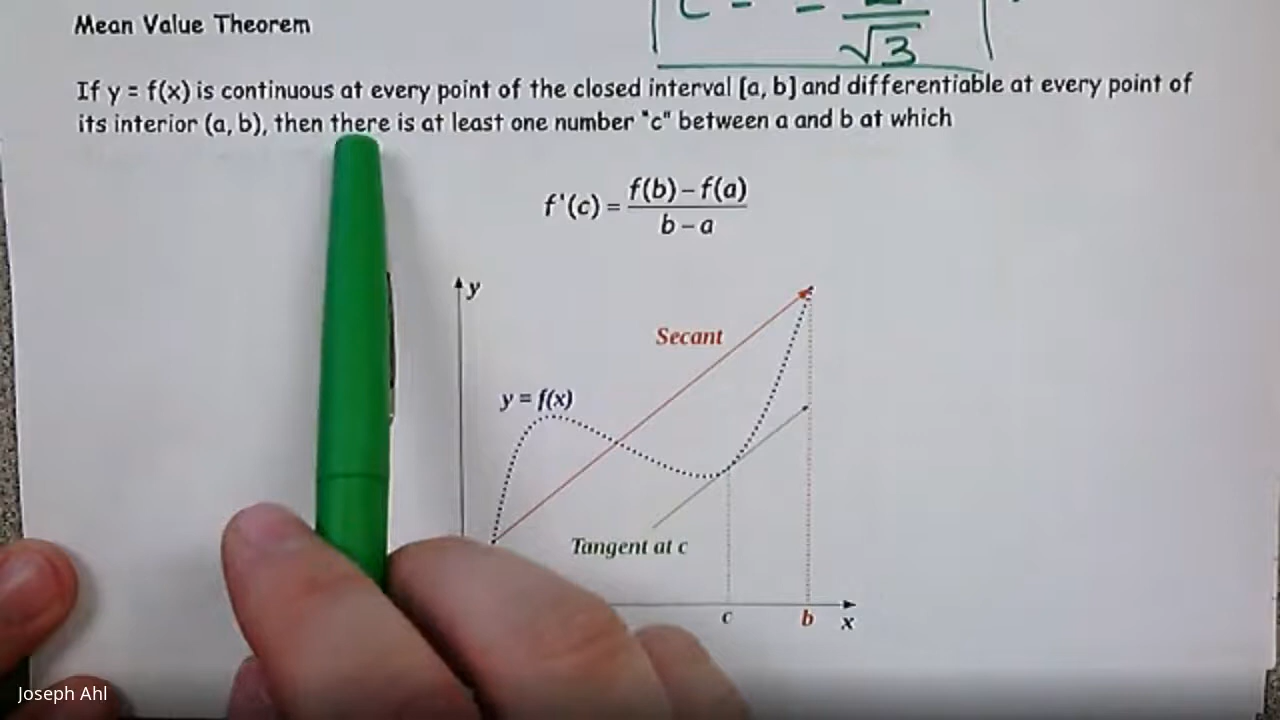 Mean Value Theorem
c = -
√3
If y = f(x) is continuous at every point of the closed interval [a, b] and differentiable at every point of
its interior (a, b), then there is at least one number "c" between a and b at which
f'(c) = f(b) – f(a)
b – a
y
Secant
y = f(x)
Tangent at c
c
b
x
Joseph Ahl